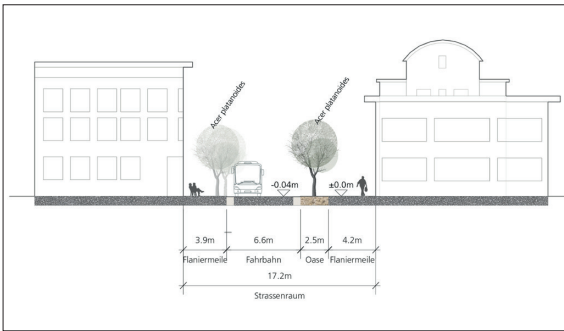 Acer platanoides
Acer platanoides
-0.04m
±0.0m
3.9m 6.6m 2.5m 4.2m
Flaniermeile Fahrbahn Oase Flaniermeile
17.2m
Strassenraum